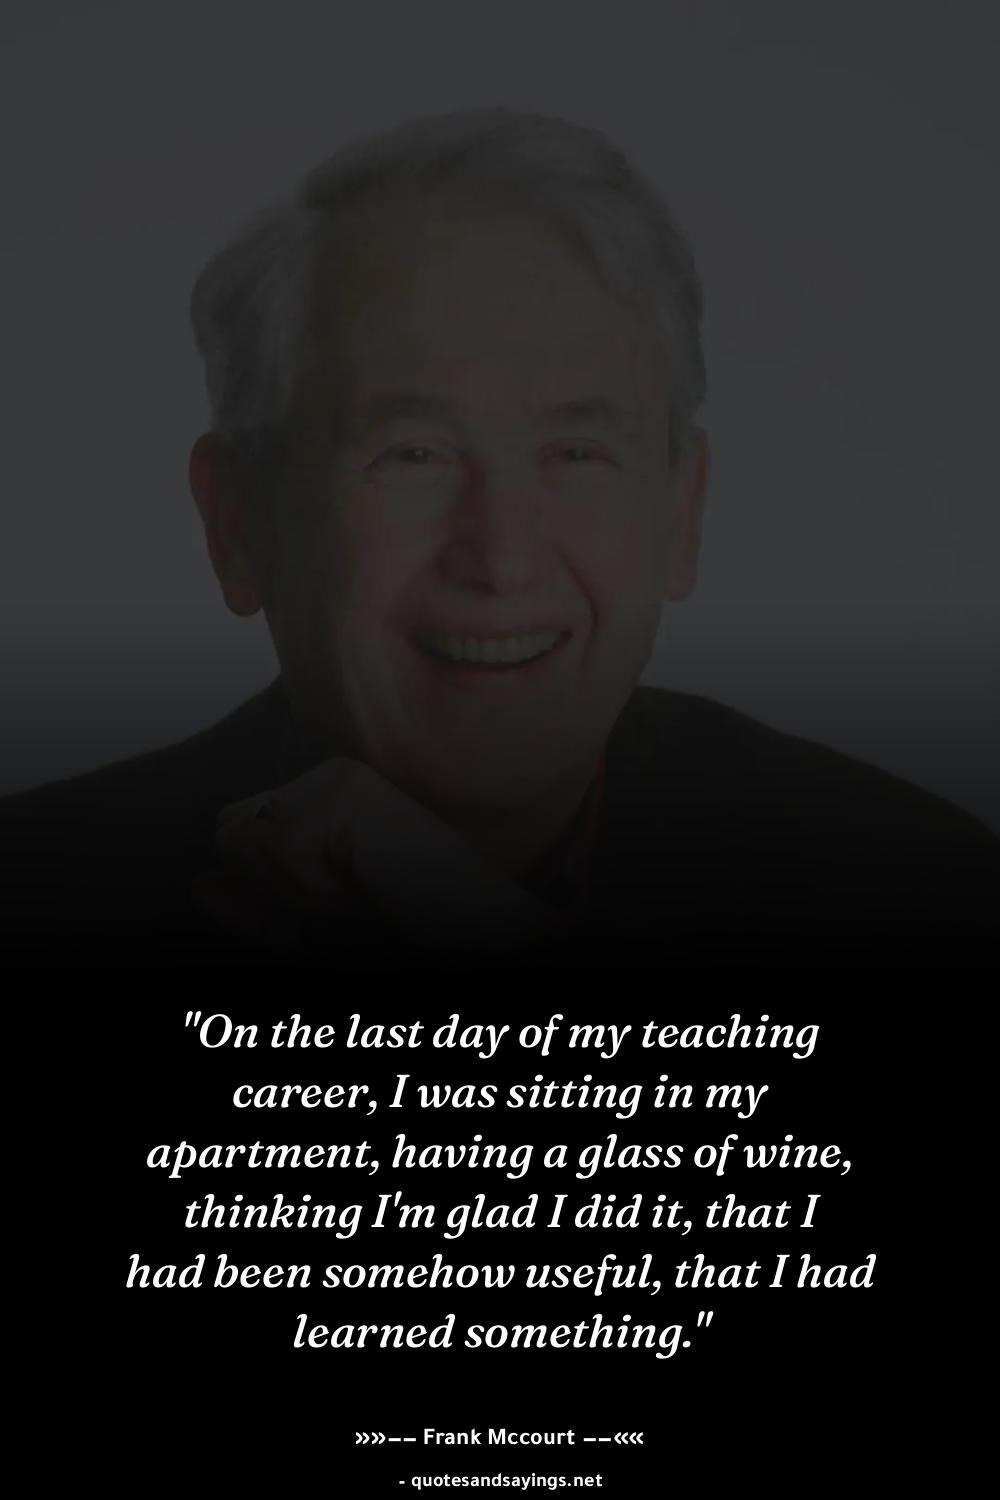 "On the last day of my teaching
career, I was sitting in my
apartment, having a glass of wine,
thinking I'm glad I did it, that I
had been somehow useful, that I had
learned something."
»»–– Frank Mccourt ––««
- quotesandsayings.net